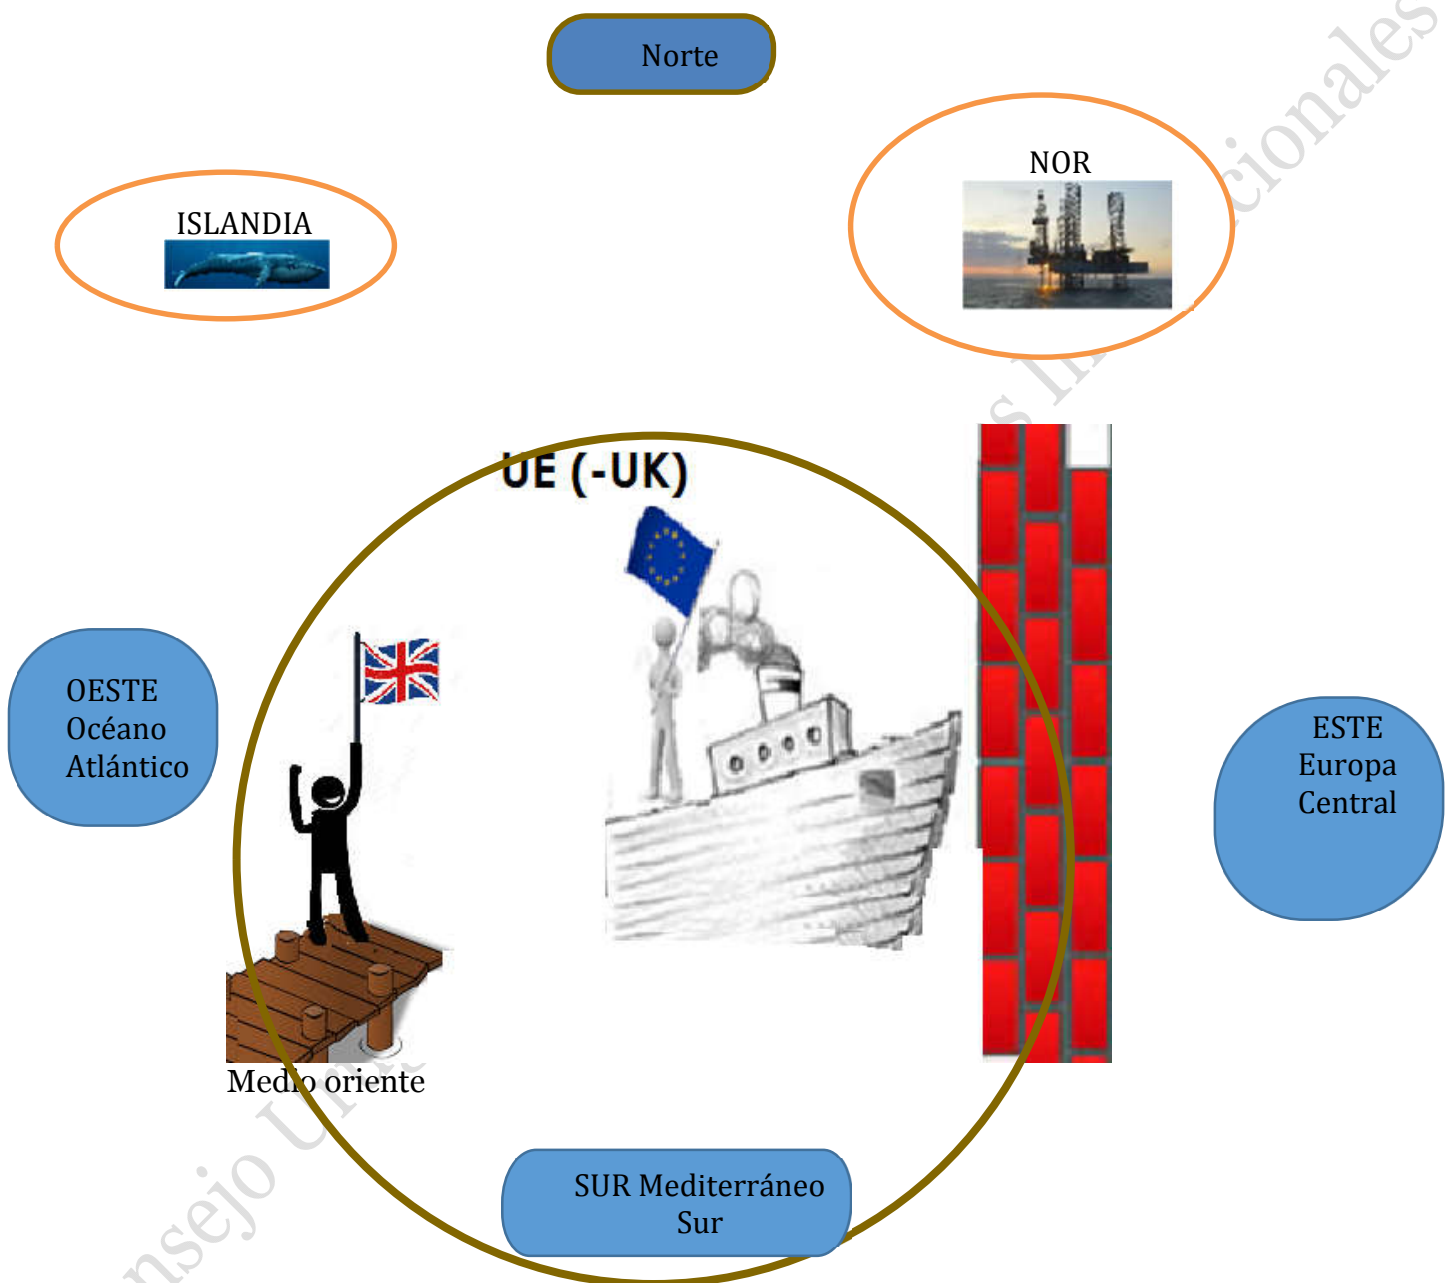 Norte
ISLANDIA
NOR
UE (-UK)
OESTE
Océano
Atlántico
ESTE
Europa
Central
Medio oriente
SUR Mediterráneo
Sur